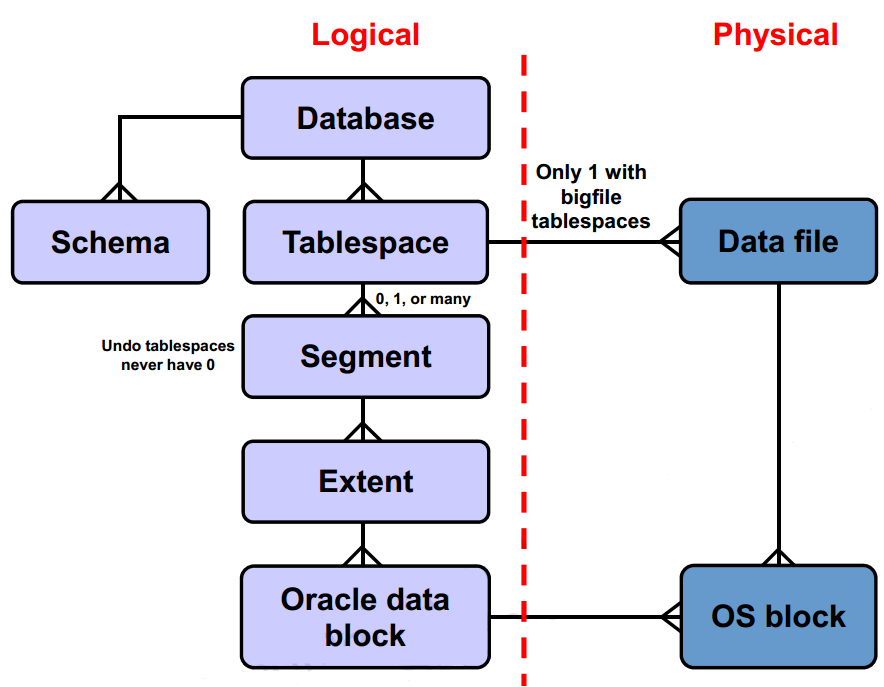 Logical
Physical
Database
Only 1 with
bigfile
tablespaces
Schema
Tablespace
Data file
0, 1, or many
Undo tablespaces
never have 0
Segment
Extent
Oracle data
block
OS block